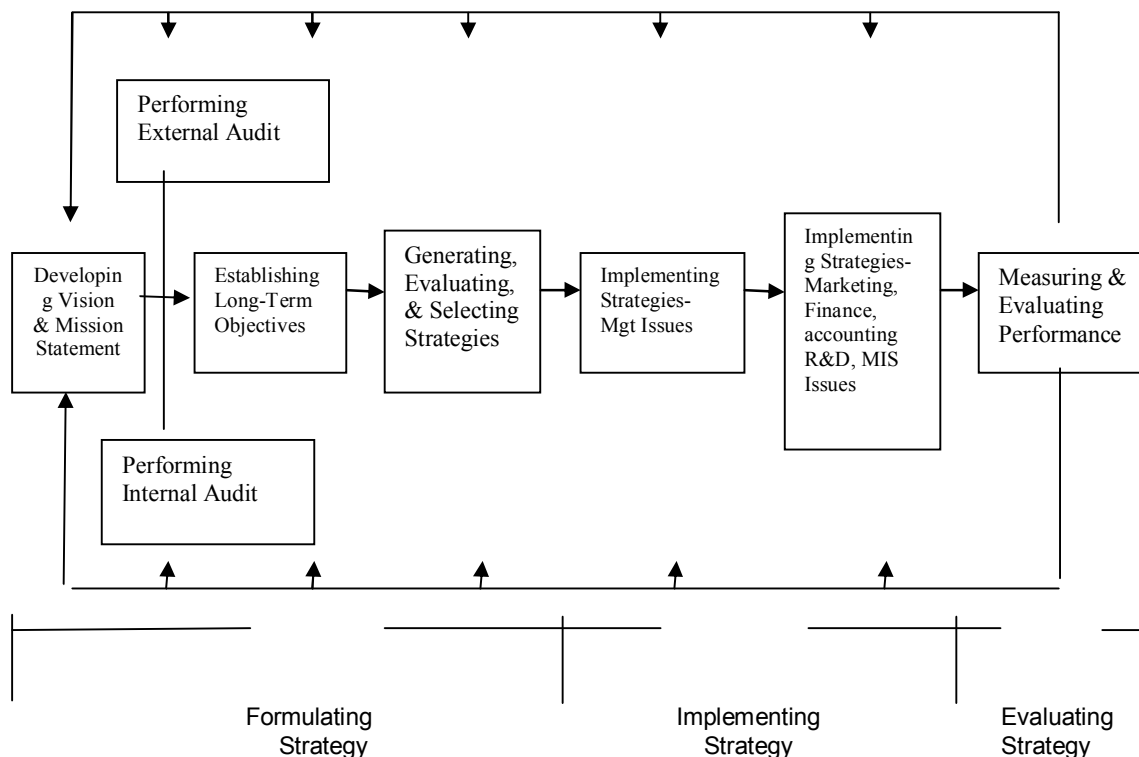 Performing
External Audit
Developin
g Vision
& Mission
Statement
Establishing
Long-Term
Objectives
Generating,
Evaluating,
& Selecting
Strategies
Implementing
Strategies-
Mgt Issues
Implementin
g Strategies-
Marketing,
Finance,
accounting
R&D, MIS
Issues
Measuring &
Evaluating
Performance
Performing
Internal Audit
Formulating
Strategy
Implementing
Strategy
Evaluating
Strategy